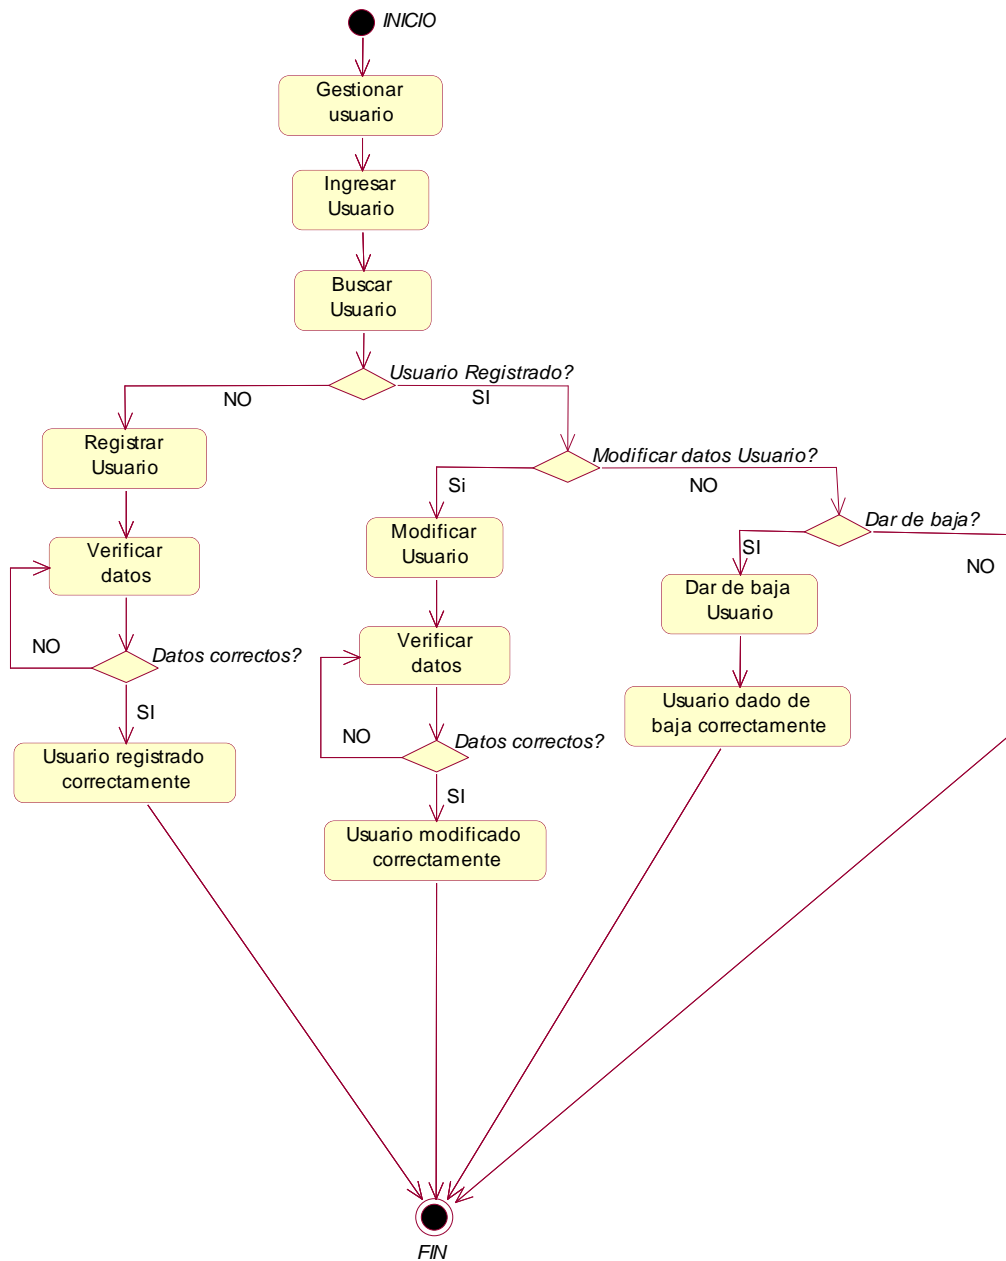 INICIO
Gestionar
usuario
Ingresar
Usuario
Buscar
Usuario
Usuario Registrado?
NO
SI
Registrar
Usuario
Modificar datos Usuario?
Si
NO
Modificar
Usuario
Dar de baja?
SI
NO
Verificar
datos
Dar de baja
Usuario
NO
Datos correctos?
Verificar
datos
SI
Usuario dado de
baja correctamente
NO
Datos correctos?
Usuario registrado
correctamente
SI
Usuario modificado
correctamente
FIN